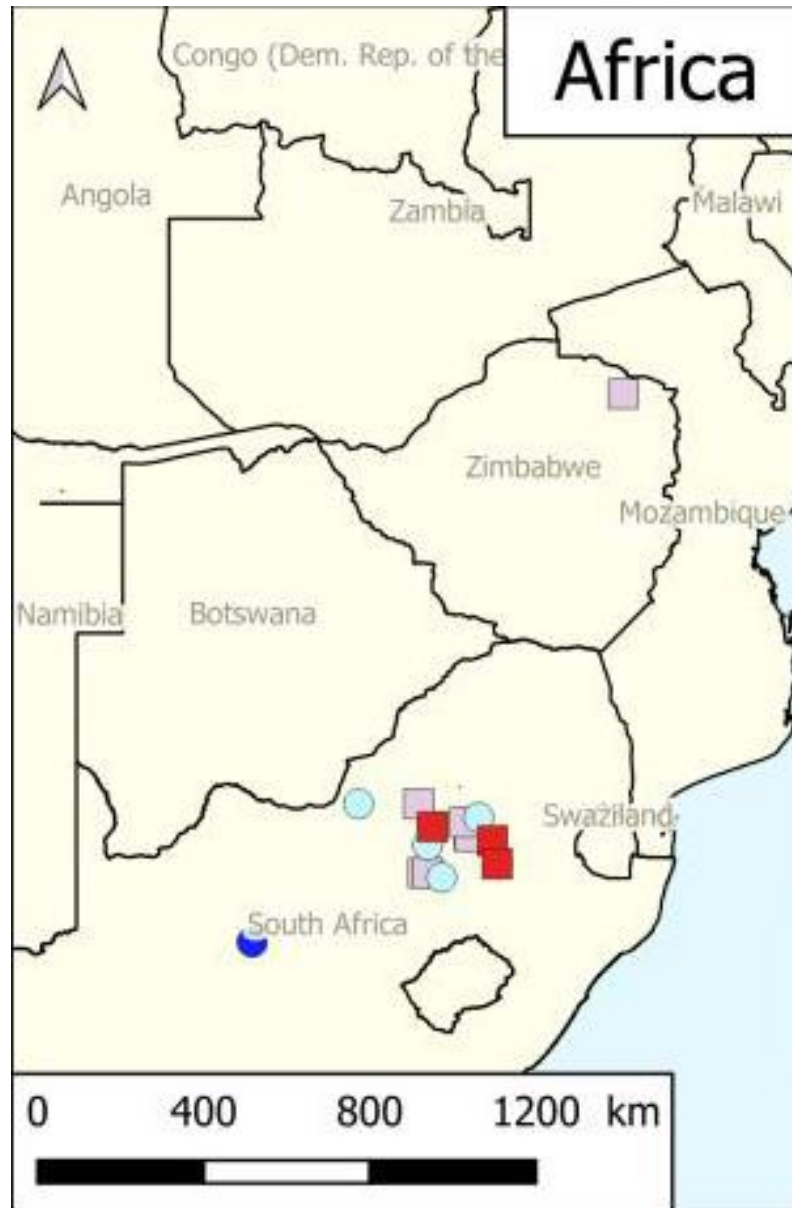 Africa
Congo (Dem. Rep. of the
Angola
Zambia
Malawi
Zimbabwe
Mozambique
Namibia
Botswana
Swaziland
South Africa
0 400 800 1200 km